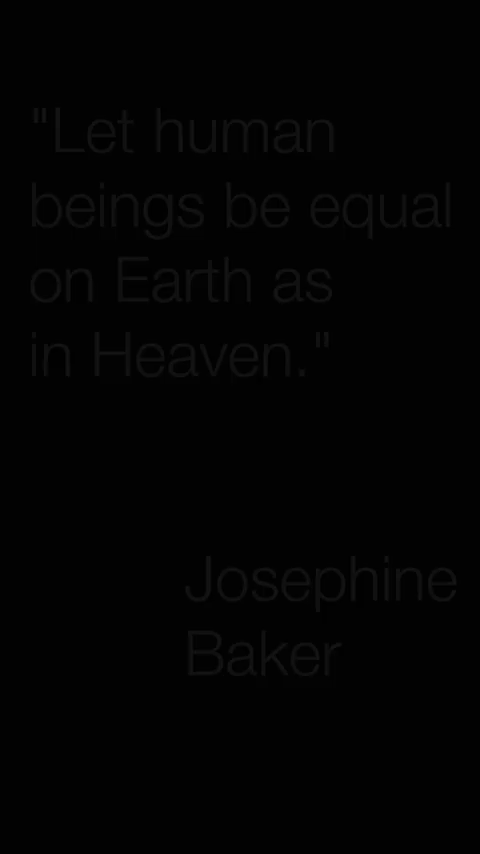 "Let human
beings be equal
on Earth as
in Heaven."
Josephine
Baker